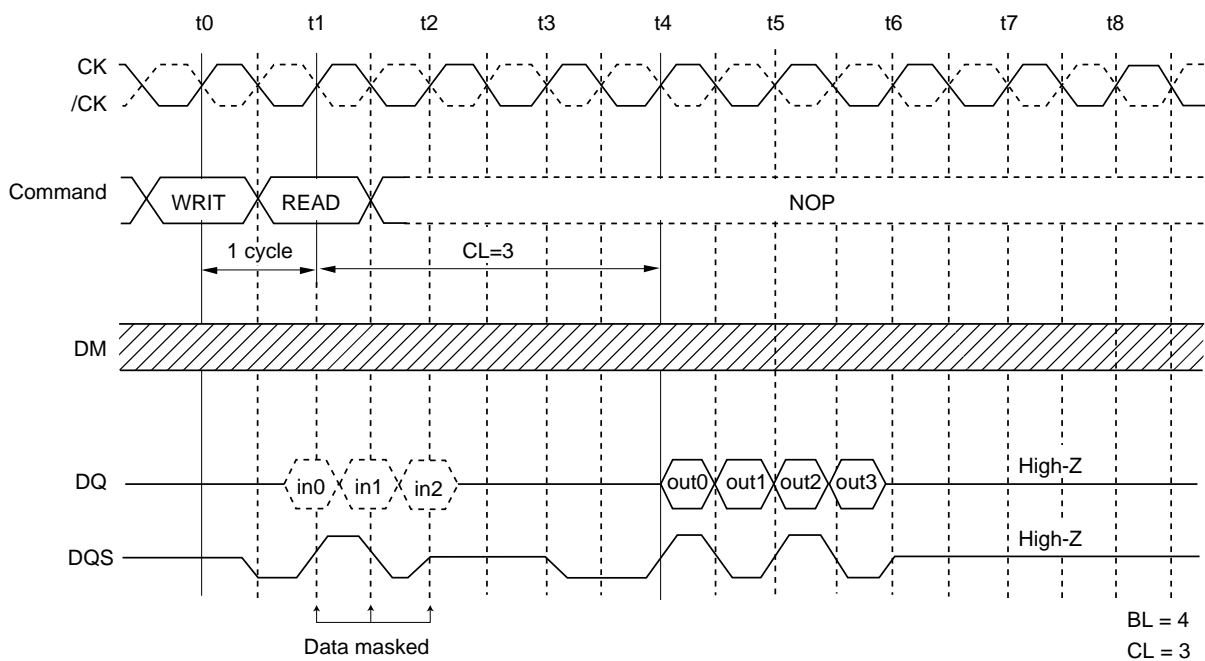 t0 t1 t2 t3 t4 t5 t6 t7 t8
CK
/CK
Command WRIT READ NOP
1 cycle CL=3
DM
DQ in0 in1 in2 out0 out1 out2 out3 High-Z
DQS High-Z
Data masked
BL = 4
CL = 3